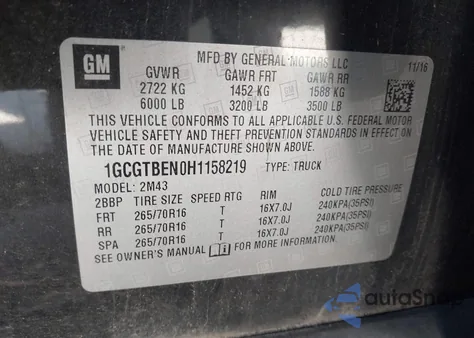 GM
MFD BY GENERAL MOTORS LLC
11/16
GVWR GAWR FRT GAWR RR
2722 KG 1452 KG 1588 KG
6000 LB 3200 LB 3500 LB
THIS VEHICLE CONFORMS TO ALL APPLICABLE U.S. FEDERAL MOTOR
VEHICLE SAFETY AND THEFT PREVENTION STANDARDS IN EFFECT ON
THE DATE OF MANUFACTURE SHOWN ABOVE.
1GCGTBEN0H1158219 TYPE: TRUCK
MODEL: 2M43
2BBP TIRE SIZE SPEED RTG RIM COLD TIRE PRESSURE
FRT 265/70R16 T 16X7.0J 240KPA(35PSI)
RR 265/70R16 T 16X7.0J 240KPA(35PSI)
SPA 265/70R16 T 16X7.0J 240KPA(35PSI)
SEE OWNER'S MANUAL FOR MORE INFORMATION.